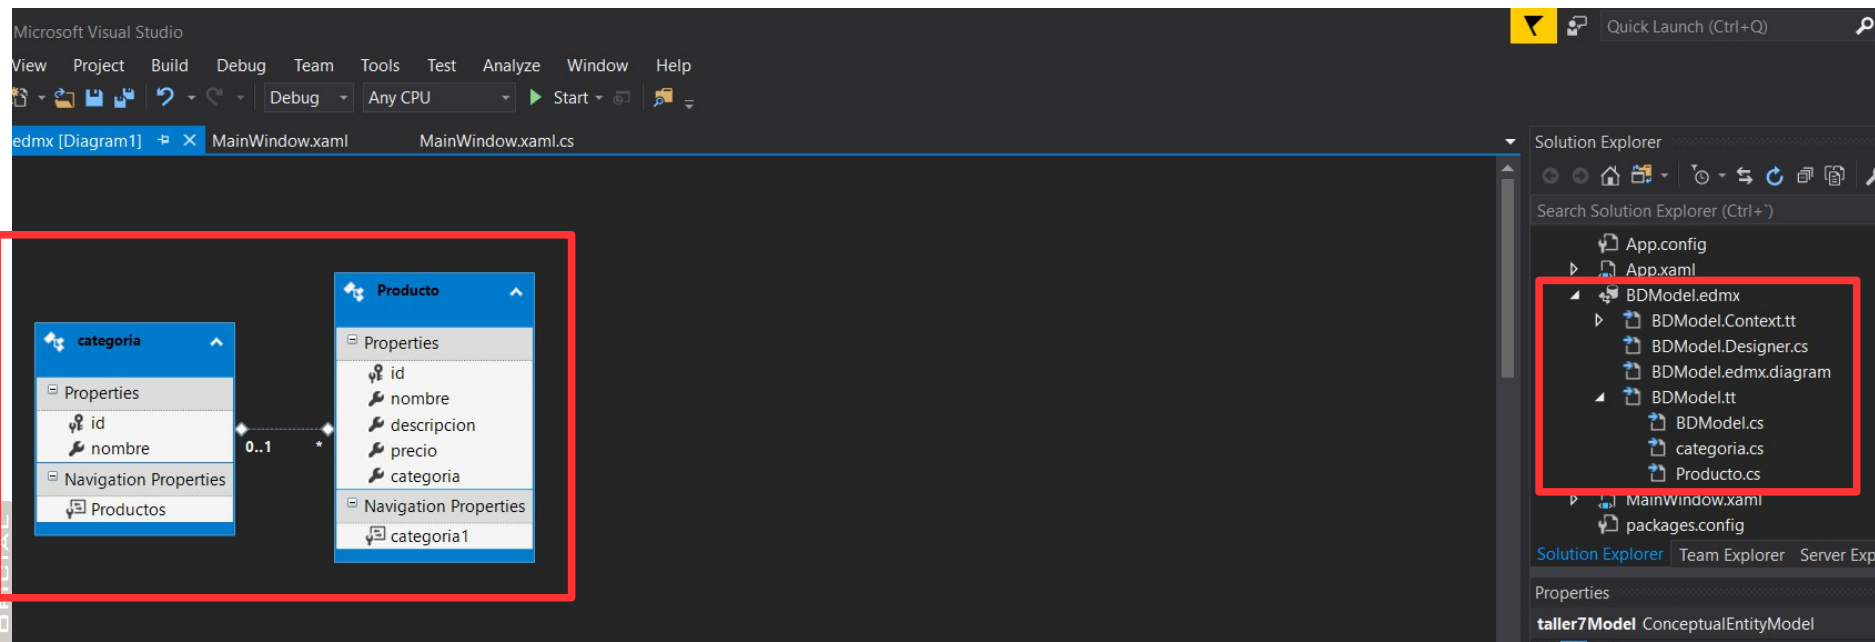 Microsoft Visual Studio
Quick Launch (Ctrl+Q)
View Project Build Debug Team Tools Test Analyze Window Help
Debug Any CPU Start
edmx [Diagram1] MainWindow.xaml MainWindow.xaml.cs
categoria
Properties
id
nombre
Navigation Properties
Productos
0..1 *
Producto
Properties
id
nombre
descripcion
precio
categoria
Navigation Properties
categoria1
Solution Explorer
Search Solution Explorer (Ctrl+`)
App.config
App.xaml
BDModel.edmx
BDModel.Context.tt
BDModel.Designer.cs
BDModel.edmx.diagram
BDModel.tt
BDModel.cs
categoria.cs
Producto.cs
MainWindow.xaml
packages.config
Solution Explorer Team Explorer Server Exp
Properties
taller7Model ConceptualEntityModel